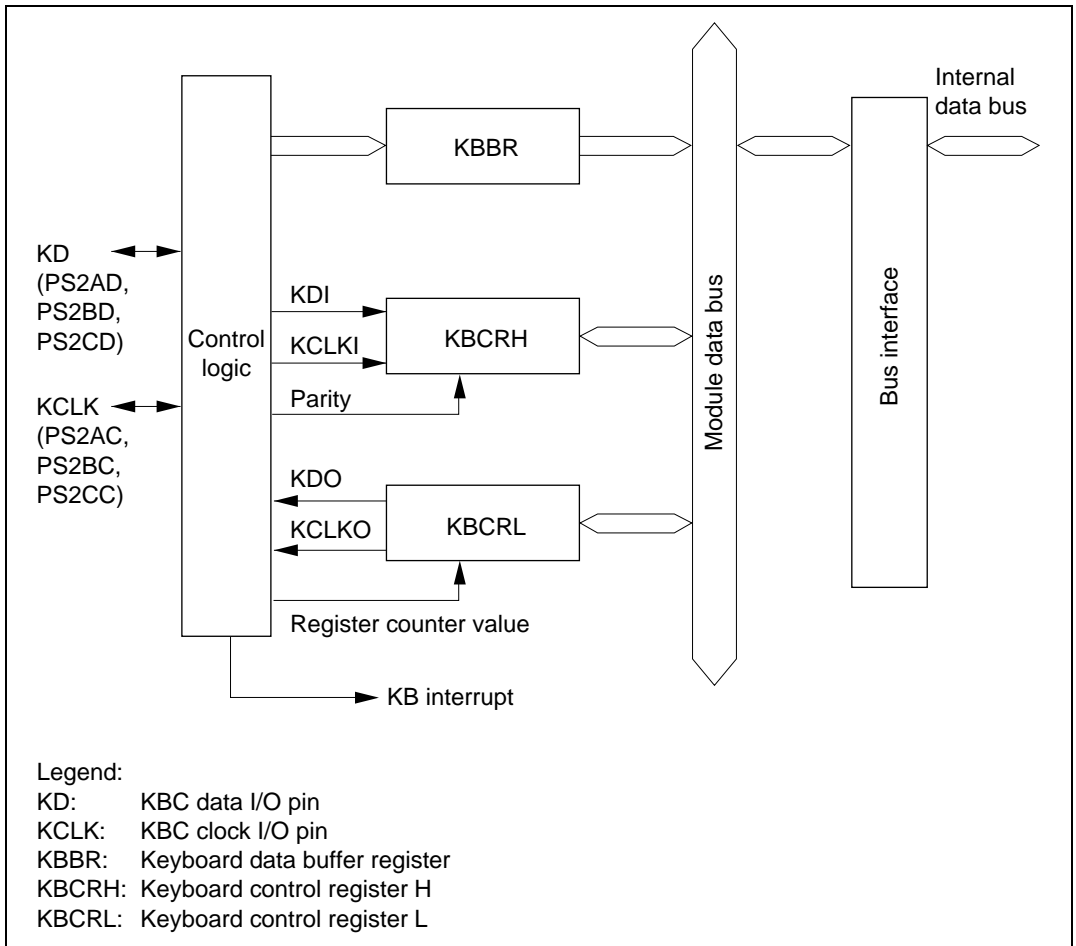 Internal
data bus
KBBR
KD
(PS2AD,
PS2BD,
PS2CD)
Control
logic
KDI
KCLKI
Parity
KBCRH
Module data bus
Bus interface
KCLK
(PS2AC,
PS2BC,
PS2CC)
KDO
KCLKO
KBCRL
Register counter value
KB interrupt
Legend:
KD: KBC data I/O pin
KCLK: KBC clock I/O pin
KBBR: Keyboard data buffer register
KBCRH: Keyboard control register H
KBCRL: Keyboard control register L